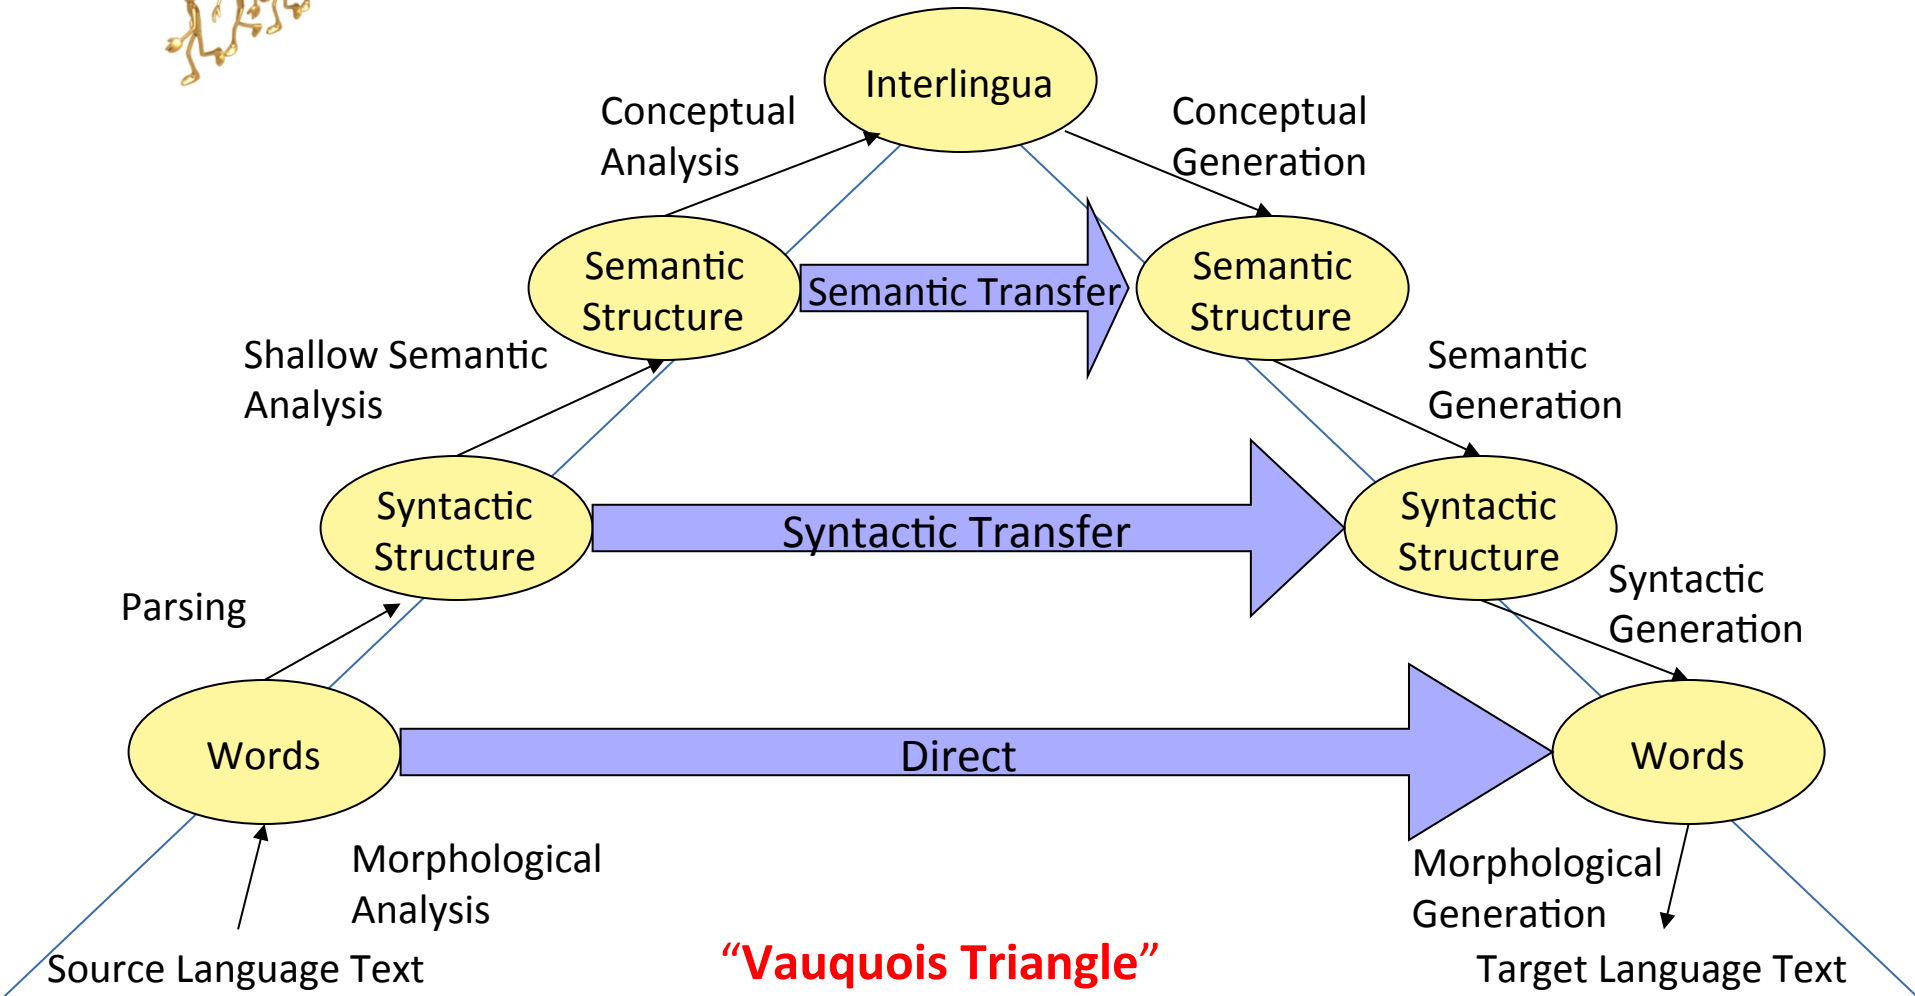 Interlingua
Conceptual
Analysis
Conceptual
Generation
Semantic
Structure
Semantic Transfer
Semantic
Structure
Shallow Semantic
Analysis
Semantic
Generation
Syntactic
Structure
Syntactic Transfer
Syntactic
Structure
Parsing
Syntactic
Generation
Words
Direct
Words
Morphological
Analysis
Morphological
Generation
Source Language Text
“Vauquois Triangle”
Target Language Text